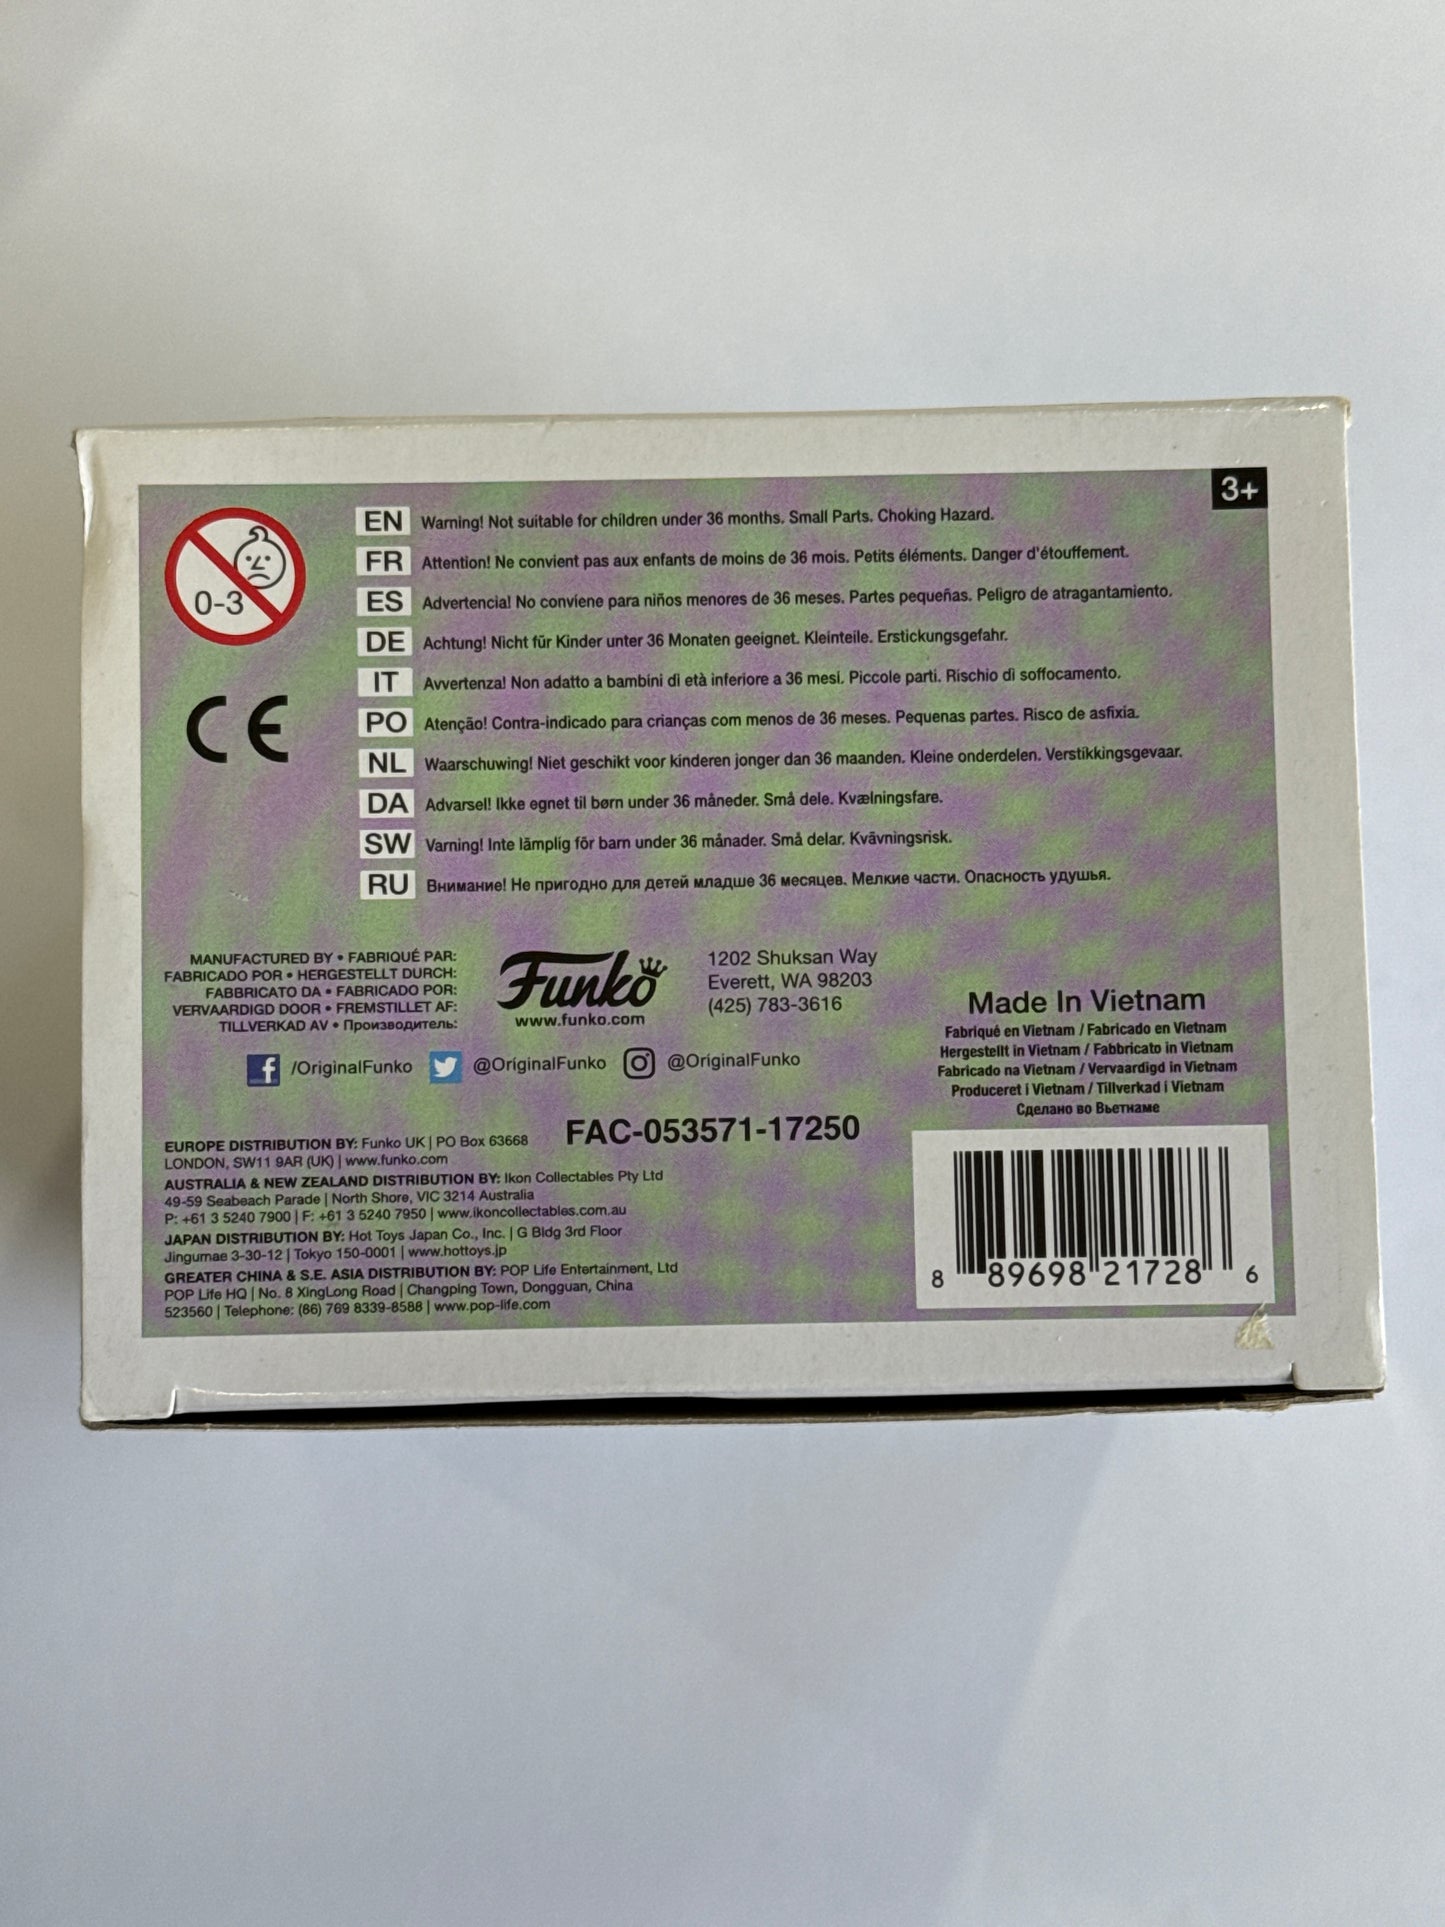 3+
0-3
EN Warning! Not suitable for children under 36 months. Small Parts. Choking Hazard.
FR Attention! Ne convient pas aux enfants de moins de 36 mois. Petits éléments. Danger d'étouffement.
ES Advertencia! No conviene para niños menores de 36 meses. Partes pequeñas. Peligro de atragantamiento.
DE Achtung! Nicht für Kinder unter 36 Monaten geeignet. Kleinteile. Erstickungsgefahr.
IT Avvertenza! Non adatto a bambini di età inferiore a 36 mesi. Piccole parti. Rischio di soffocamento.
CE
PO Atenção! Contra-indicado para crianças com menos de 36 meses. Pequenas partes. Risco de asfixia.
NL Waarschuwing! Niet geschikt voor kinderen jonger dan 36 maanden. Kleine onderdelen. Verstikkingsgevaar.
DA Advarsel! Ikke egnet til børn under 36 måneder. Små dele. Kvælningsfare.
SW Varning! Inte lämplig för barn under 36 månader. Små delar. Kvävningsrisk.
RU Внимание! Не пригодно для детей младше 36 месяцев. Мелкие части. Опасность удушья.
MANUFACTURED BY • FABRIQUÉ PAR:
FABRICADO POR • HERGESTELLT DURCH:
FABBRICATO DA • FABRICADO POR:
VERVAARDIGD DOOR • FREMSTILLET AF:
TILLVERKAD AV • Производитель:
Funko
www.funko.com
1202 Shuksan Way
Everett, WA 98203
(425) 783-3616
/OriginalFunko @OriginalFunko @OriginalFunko
Made In Vietnam
Fabriqué en Vietnam / Fabricado en Vietnam
Hergestellt in Vietnam / Fabbricato in Vietnam
Fabricado na Vietnam / Vervaardigd in Vietnam
Produceret i Vietnam / Tillverkad i Vietnam
Сделано во Вьетнаме
FAC-053571-17250
EUROPE DISTRIBUTION BY: Funko UK | PO Box 63668
LONDON, SW11 9AR (UK) | www.funko.com
AUSTRALIA & NEW ZEALAND DISTRIBUTION BY: Ikon Collectables Pty Ltd
49-59 Seabeach Parade | North Shore, VIC 3214 Australia
P: +61 3 5240 7900 | F: +61 3 5240 7950 | www.ikoncollectables.com.au
JAPAN DISTRIBUTION BY: Hot Toys Japan Co., Inc. | G Bldg 3rd Floor
Jingumae 3-30-12 | Tokyo 150-0001 | www.hottoys.jp
GREATER CHINA & S.E. ASIA DISTRIBUTION BY: POP Life Entertainment, Ltd
POP Life HQ | No. 8 XingLong Road | Changping Town, Dongguan, China
523560 | Telephone: (86) 769 8339-8588 | www.pop-life.com
8 89698 21728 6